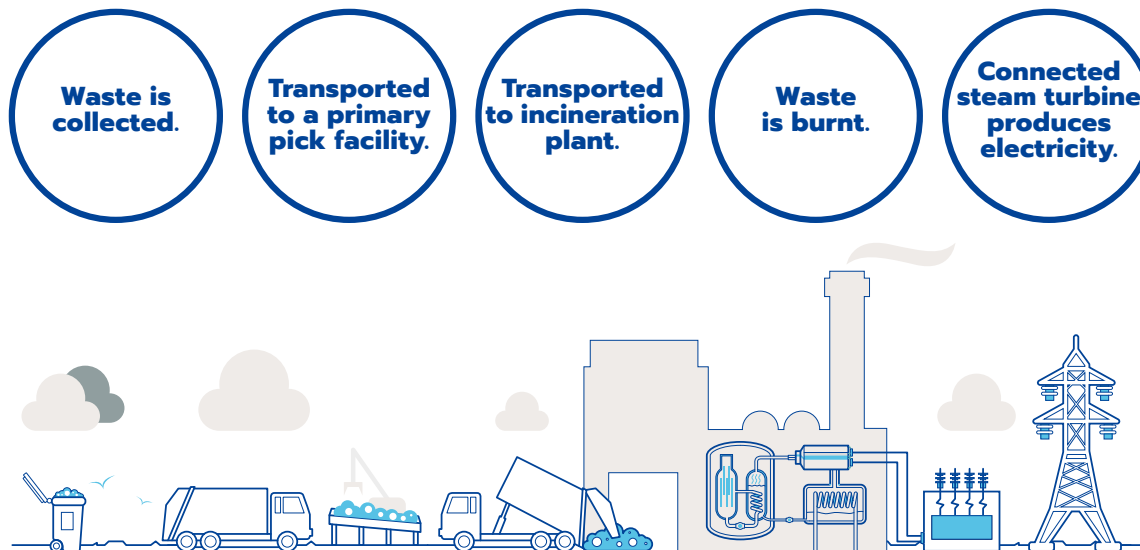 Waste is
collected.
Transported
to a primary
pick facility.
Transported
to incineration
plant.
Waste
is burnt.
Connected
steam turbine
produces
electricity.